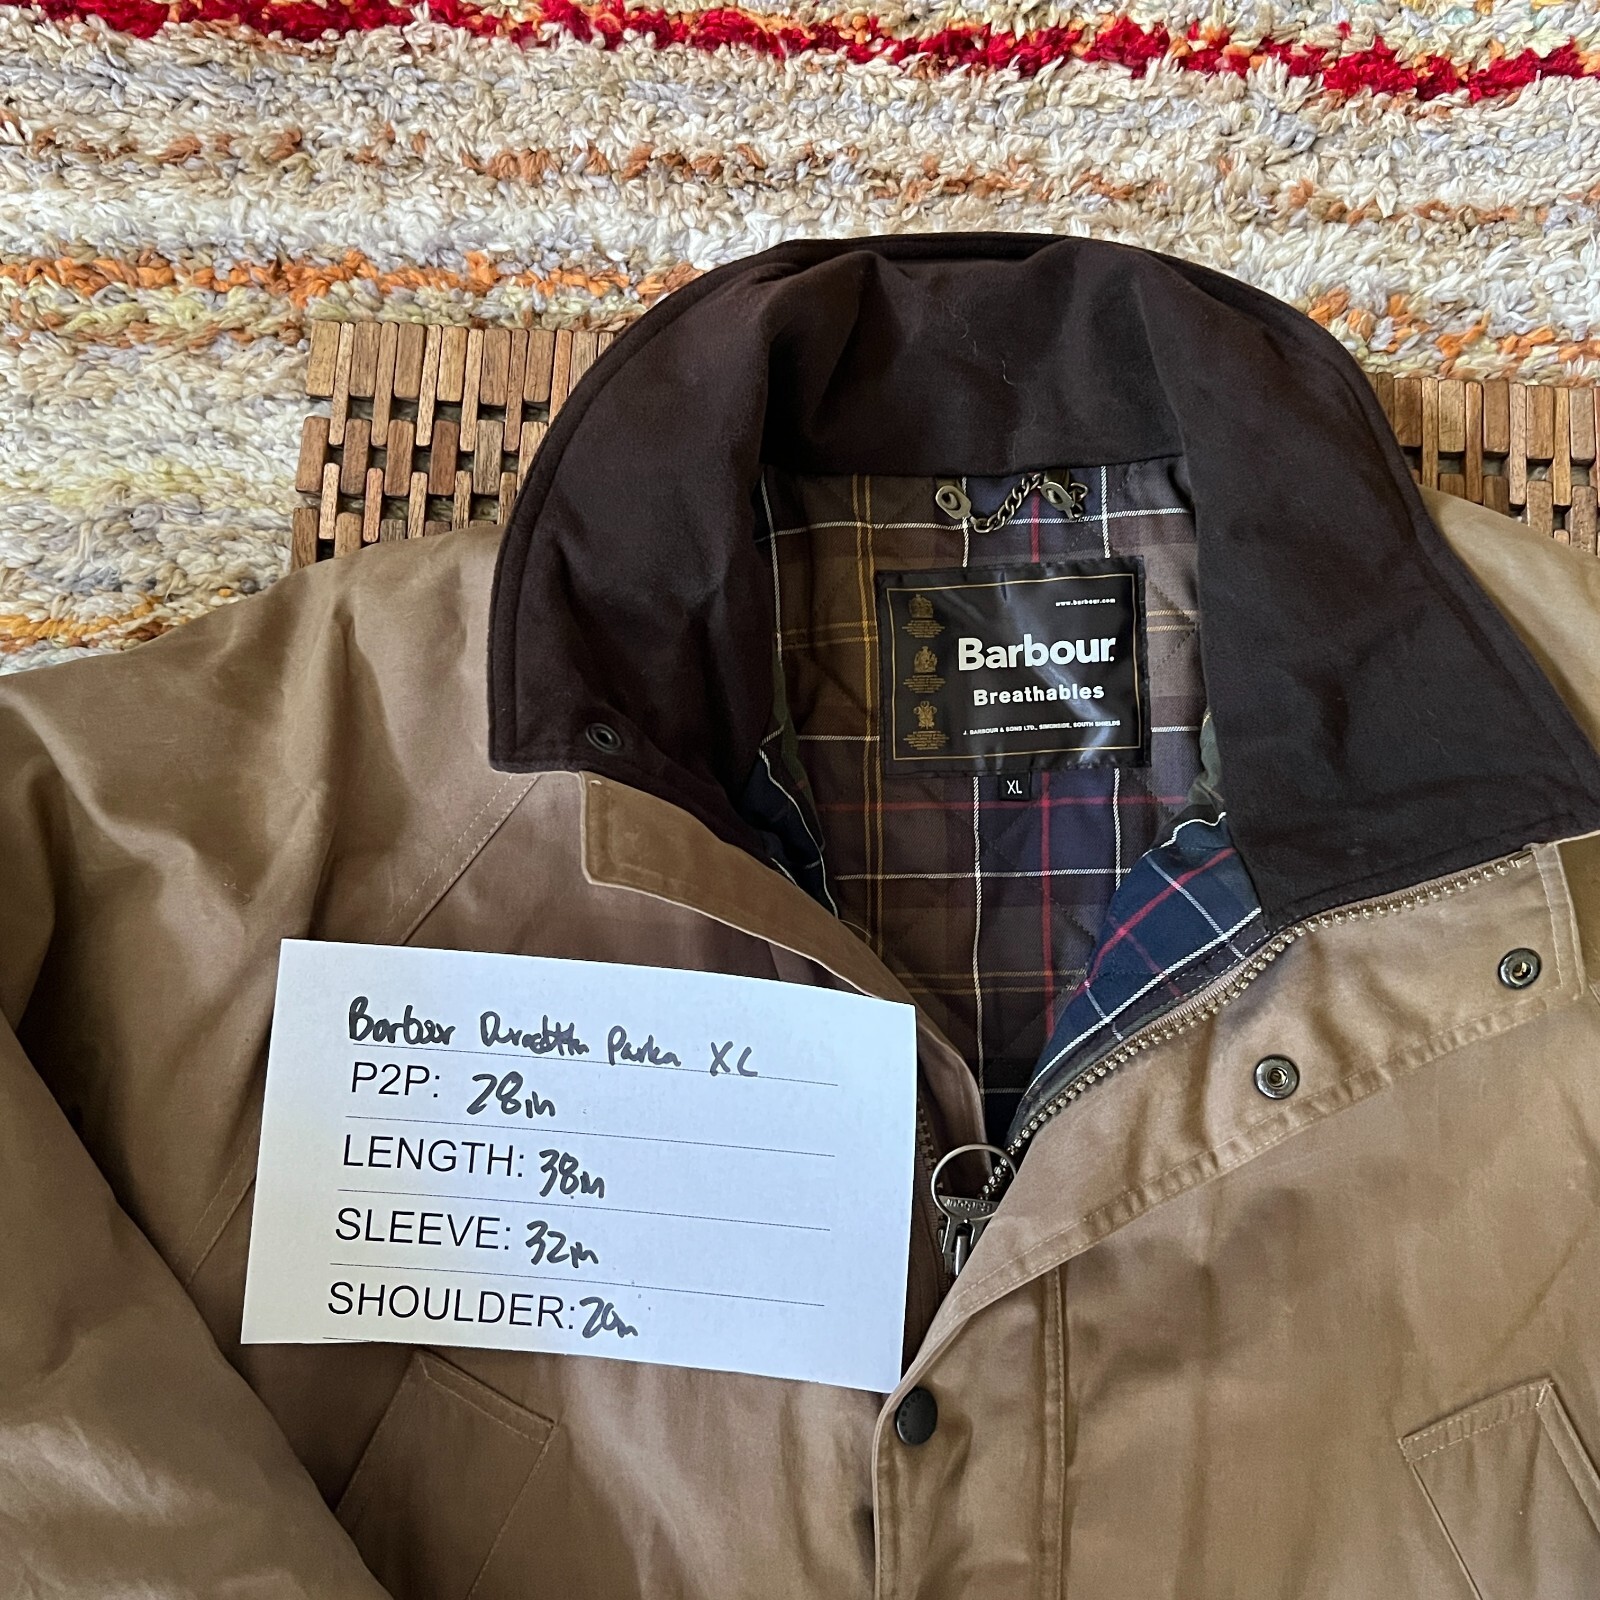 www.barbour.com
Barbour
Breathables
J. BARBOUR & SONS LTD., SIMONSIDE, SOUTH SHIELDS
XL
Barbour Parka XL
P2P: 28in
LENGTH: 38in
SLEEVE: 32in
SHOULDER: 20in